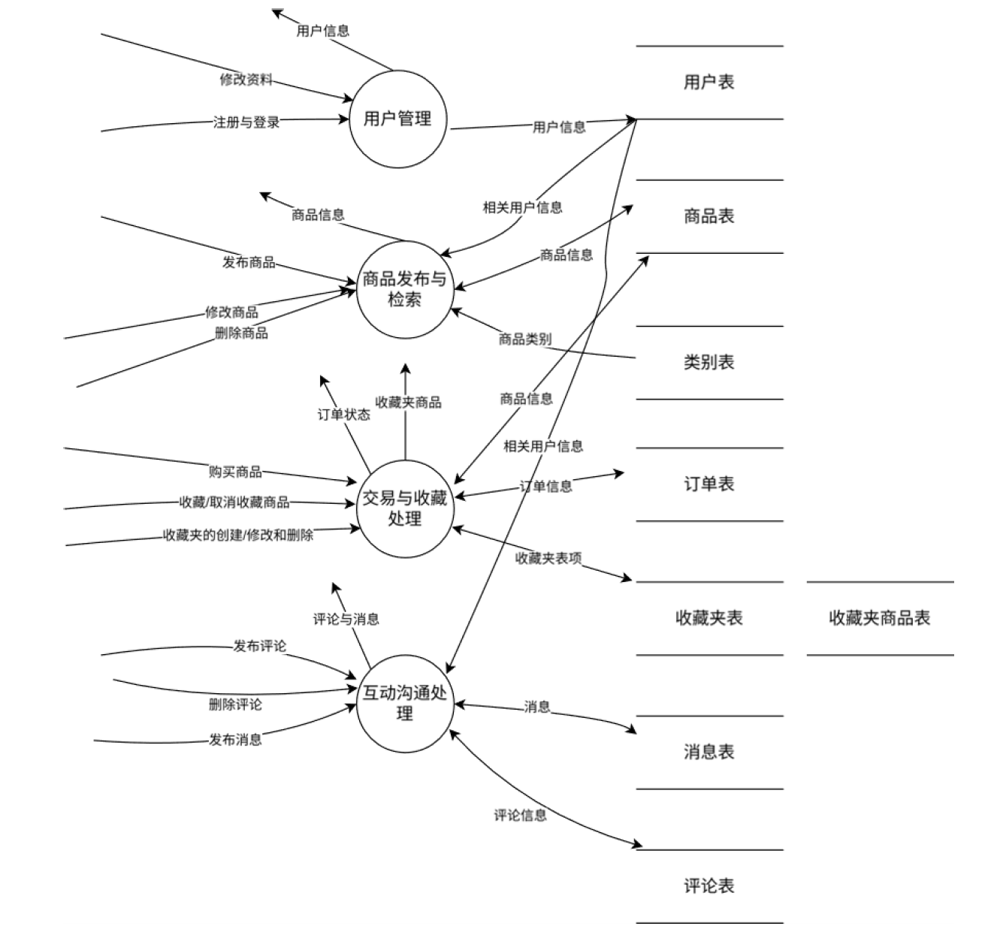 用户信息
用户表
修改资料
用户管理
注册与登录
用户信息
相关用户信息
商品信息
商品表
商品信息
发布商品
商品发布与
检索
修改商品
删除商品
商品类别
类别表
商品信息
收藏夹商品
订单状态
相关用户信息
购买商品
订单信息
订单表
交易与收藏
处理
收藏/取消收藏商品
收藏夹的创建/修改和删除
收藏夹表项
评论与消息
收藏夹表
收藏夹商品表
发布评论
互动沟通处
理
删除评论
消息
发布消息
消息表
评论信息
评论表